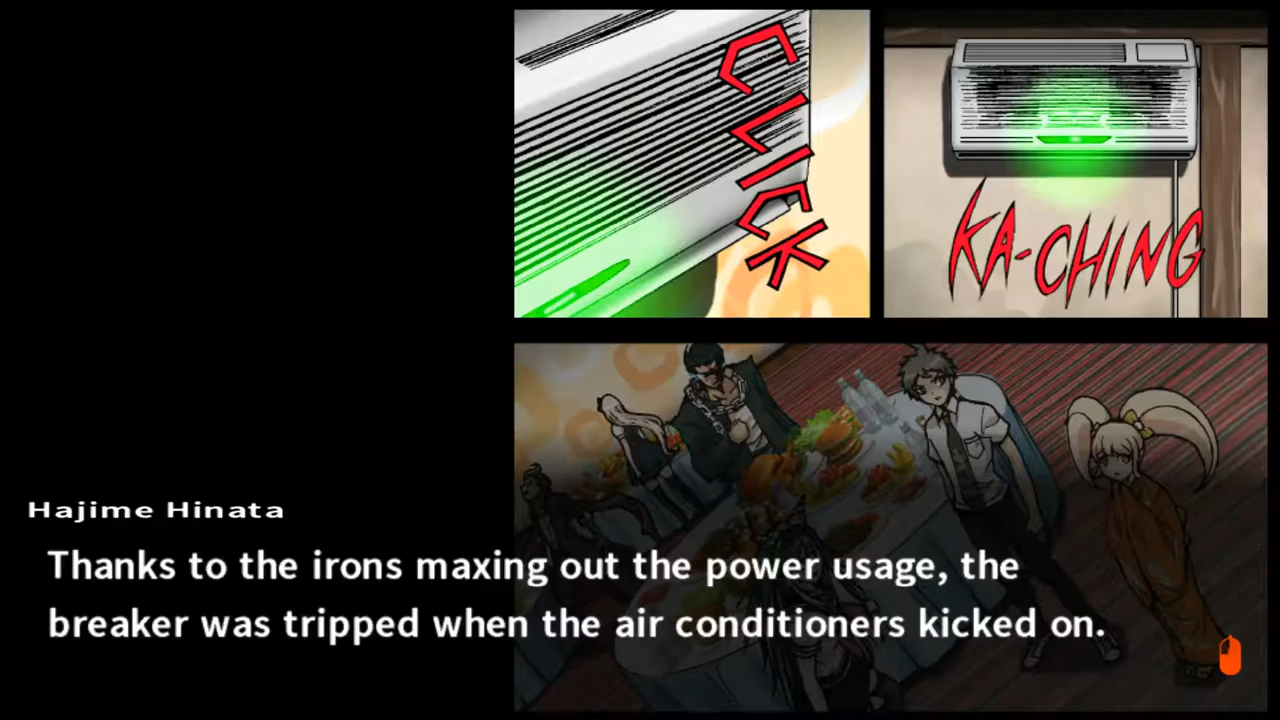 CLICK
KA-CHING
Hajime Hinata
Thanks to the irons maxing out the power usage, the
breaker was tripped when the air conditioners kicked on.